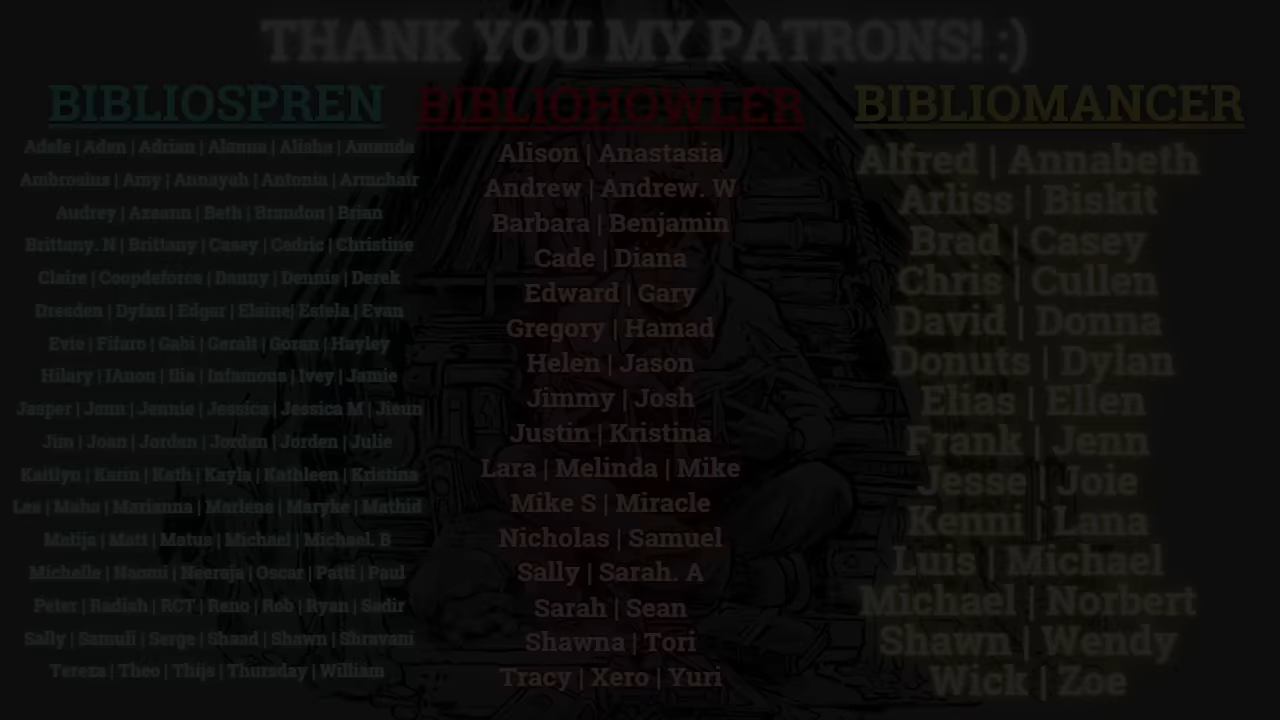 THANK YOU MY PATRONS! :)
BIBLIOSPREN
Adele | Aden | Adrian | Alanna | Alisha | Amanda
Ambrosius | Amy | Annayah | Antonia | Armchair
Audrey | Axeann | Beth | Brandon | Brian
Brittany. N | Brittany | Casey | Cedric | Christine
Claire | Coopdeforce | Danny | Dennis | Derek
Dresden | Dyfan | Edgar | Elaine| Estela | Evan
Evie | Fifaro | Gabi | Geralt | Goran | Hayley
Hilary | IAnon | Ilia | Infamous | Ivey | Jamie
Jasper | Jenn | Jennie | Jessica | Jessica M | Jieun
Jim | Joan | Jordan | Jordan | Jorden | Julie
Kaitlyn | Karin | Kath | Kayla | Kathleen | Kristina
| Maha | Marianna | Marlene | Maryke | Mathid
Matija | Matt | Matus | Michael | Michael. B
Michelle | Naomi | Neeraja | Oscar | Patti | Paul
Peter | Radish | RCT | Reno | Rob | Ryan | Sadir
Sally | Samuli | Serge | Shaad | Shawn | Shravani
Tereza | Theo | Thijs | Thursday | William
BIBLIOHOWLER
Alison | Anastasia
Andrew | Andrew. W
Barbara | Benjamin
Cade | Diana
Edward | Gary
Gregory | Hamad
Helen | Jason
Jimmy | Josh
Justin | Kristina
Lara | Melinda | Mike
Mike S | Miracle
Nicholas | Samuel
Sally | Sarah. A
Sarah | Sean
Shawna | Tori
Tracy | Xero | Yuri
BIBLIOMANCER
Alfred | Annabeth
Arliss | Biskit
Brad | Casey
Chris | Cullen
David | Donna
Donuts | Dylan
Elias | Ellen
Frank | Jenn
Jesse | Joie
Kenni | Lana
Luis | Michael
Michael | Norbert
Shawn | Wendy
Wick | Zoe